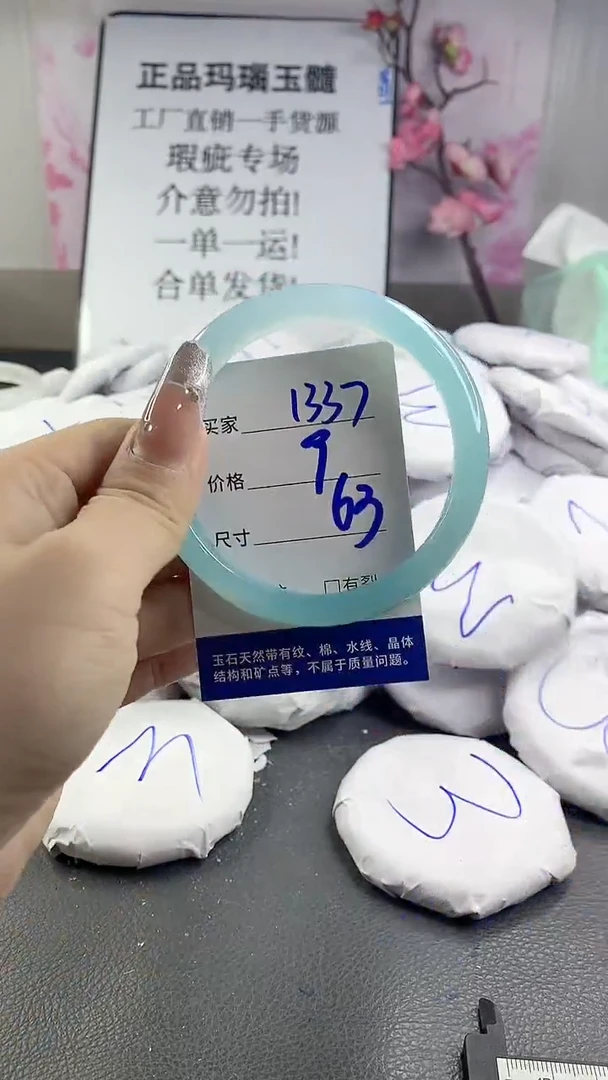 正品玛瑙玉髓
工厂直销一手货源
瑕疵专场
介意勿拍!
一单一运!
合单发货!
买家 1337
价格 9
尺寸 63
口有裂
玉石天然带有纹、棉、水线、晶体
结构和矿点等，不属于质量问题。